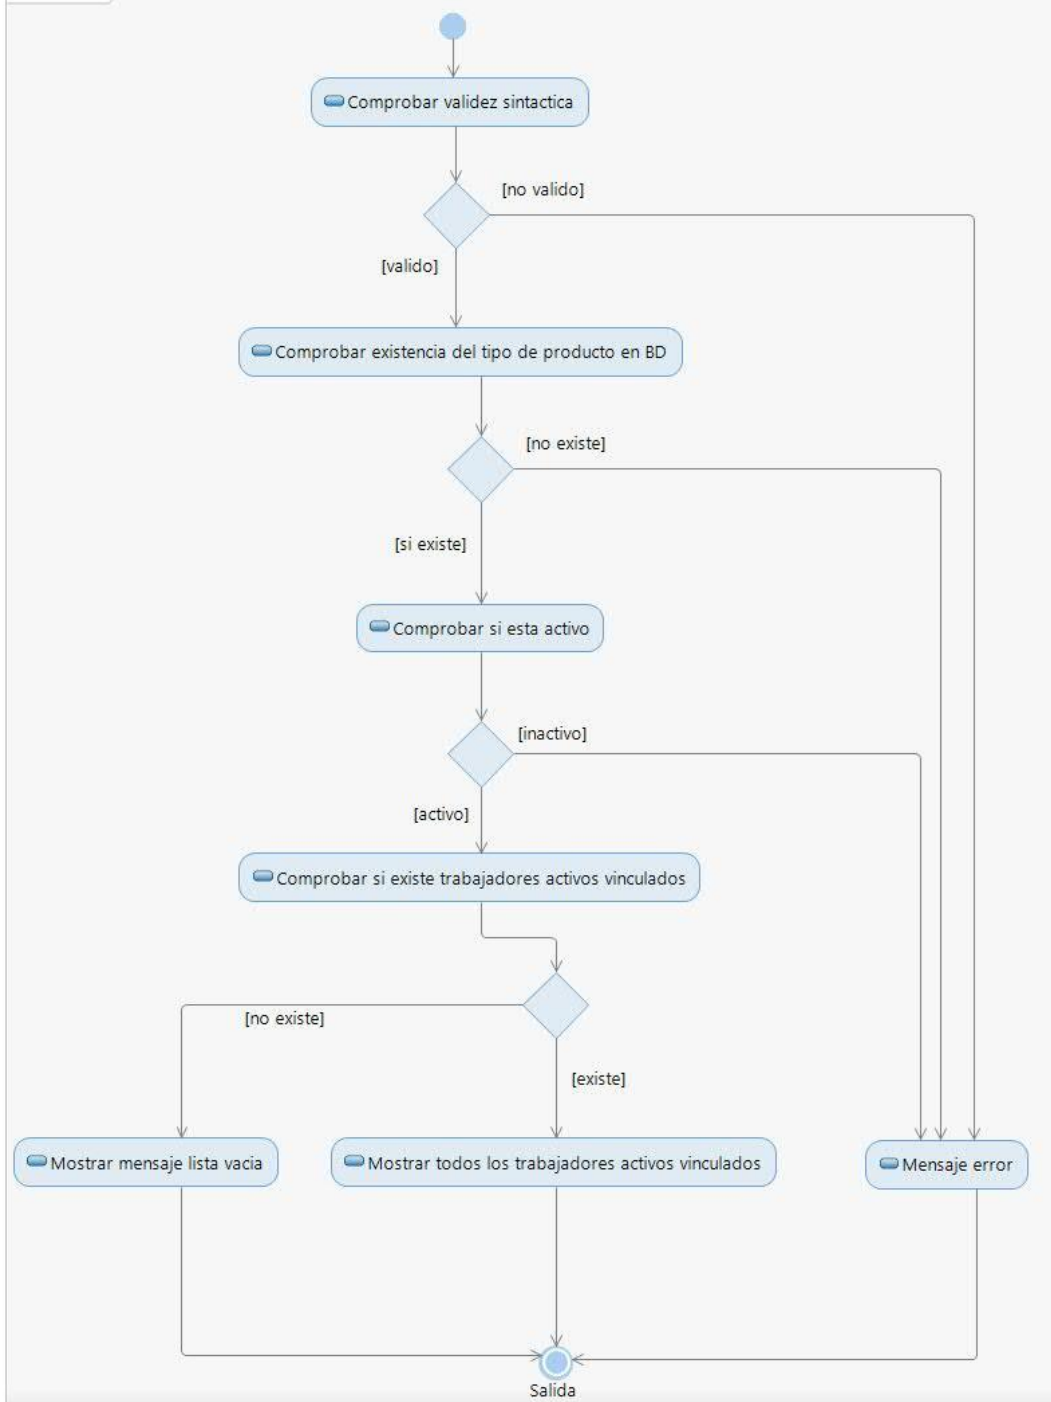 Comprobar validez sintactica
[no valido]
[valido]
Comprobar existencia del tipo de producto en BD
[no existe]
[si existe]
Comprobar si esta activo
[inactivo]
[activo]
Comprobar si existe trabajadores activos vinculados
[no existe]
[existe]
Mostrar mensaje lista vacia
Mostrar todos los trabajadores activos vinculados
Mensaje error
Salida